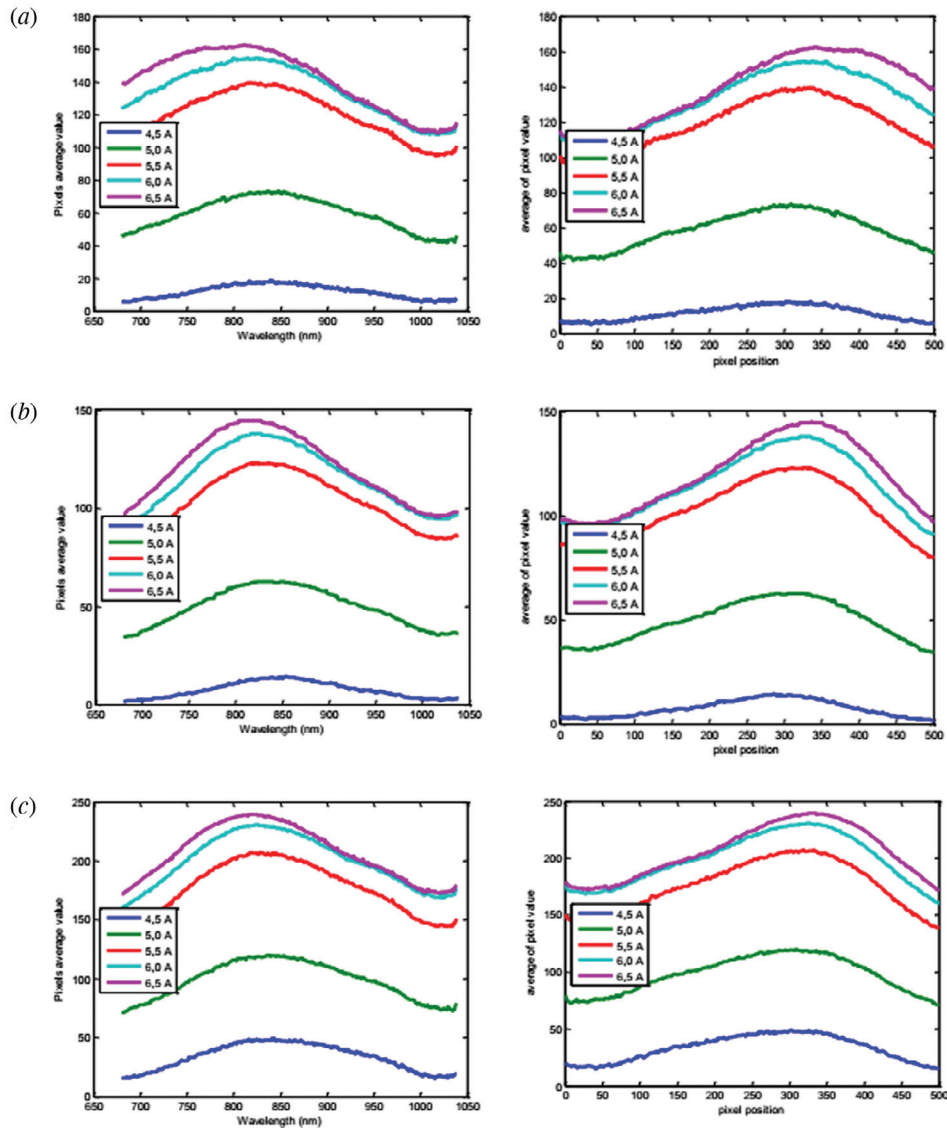 (a)
180
160
140
120
100
80
60
40
20
0
Pixels average value
4,5 A
5,0 A
5,5 A
6,0 A
6,5 A
650 700 750 800 850 900 950 1000 1050
Wavelength (nm)
180
160
140
120
100
80
60
40
20
0
average of pixel value
4,5 A
5,0 A
5,5 A
6,0 A
6,5 A
0 50 100 150 200 250 300 350 400 450 500
pixel position
(b)
150
100
50
0
Pixels average value
4,5 A
5,0 A
5,5 A
6,0 A
6,5 A
650 700 750 800 850 900 950 1000 1050
Wavelength (nm)
150
100
50
0
average of pixel value
4,5 A
5,0 A
5,5 A
6,0 A
6,5 A
0 50 100 150 200 250 300 350 400 450 500
pixel position
(c)
250
200
150
100
50
0
Pixels average value
4,5 A
5,0 A
5,5 A
6,0 A
6,5 A
650 700 750 800 850 900 950 1000 1050
Wavelength (nm)
250
200
150
100
50
0
average of pixel value
4,5 A
5,0 A
5,5 A
6,0 A
6,5 A
0 50 100 150 200 250 300 350 400 450 500
pixel position